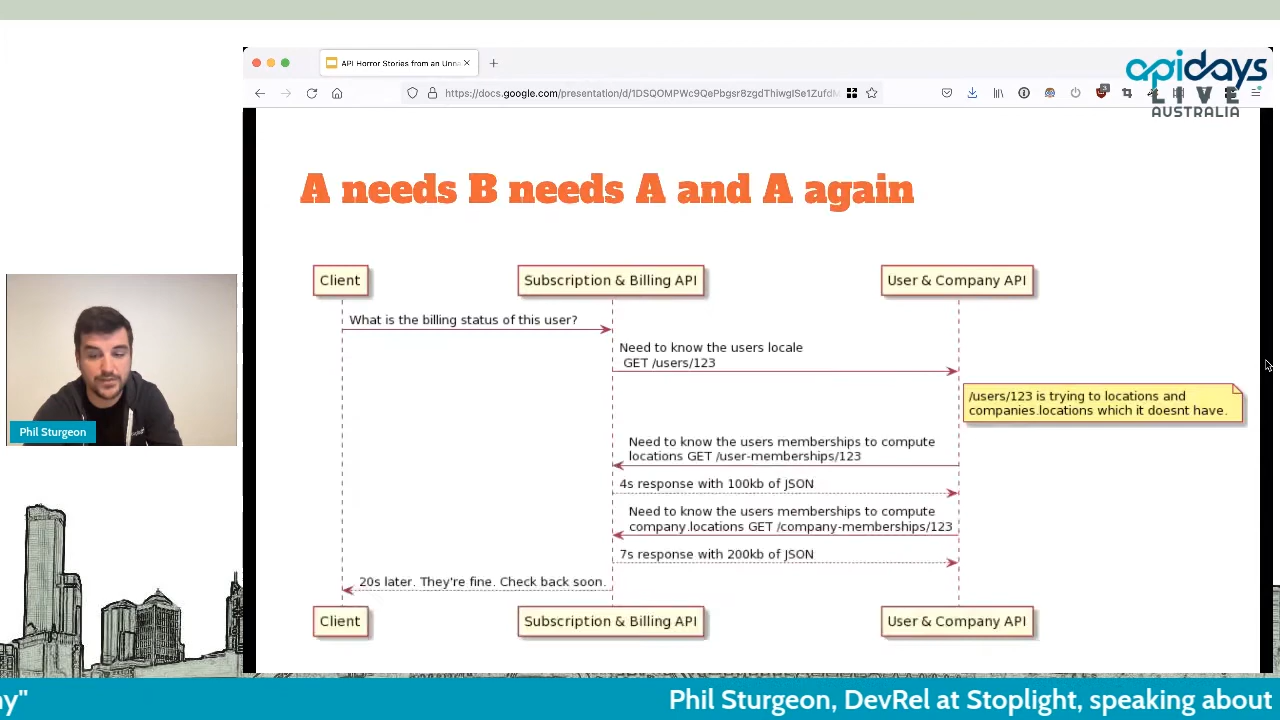 API Horror Stories from an Unna
https://docs.google.com/presentation/d/1DSQOMPWc9QePbgsr8zgdThiwgISe1ZufdM
apidays
LIVE
AUSTRALIA
A needs B needs A and A again
Client
Subscription & Billing API
User & Company API
What is the billing status of this user?
Need to know the users locale
GET /users/123
/users/123 is trying to locations and
companies.locations which it doesnt have.
Need to know the users memberships to compute
locations GET /user-memberships/123
4s response with 100kb of JSON
Need to know the users memberships to compute
company.locations GET /company-memberships/123
7s response with 200kb of JSON
20s later. They're fine. Check back soon.
Client
Subscription & Billing API
User & Company API
Phil Sturgeon
ny"
Phil Sturgeon, DevRel at Stoplight, speaking about